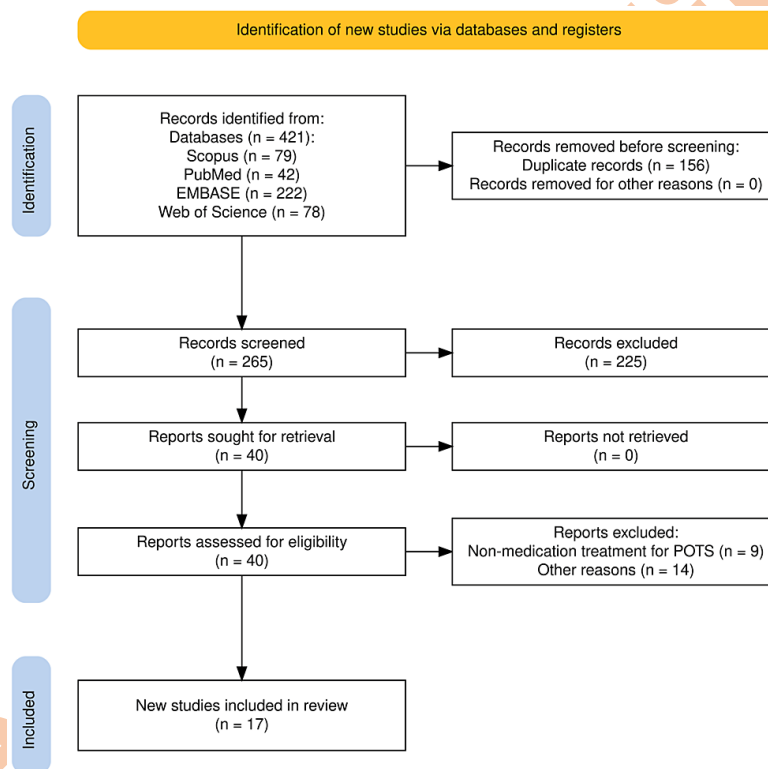 Identification of new studies via databases and registers
Identification
Records identified from:
Databases (n = 421):
Scopus (n = 79)
PubMed (n = 42)
EMBASE (n = 222)
Web of Science (n = 78)
Records removed before screening:
Duplicate records (n = 156)
Records removed for other reasons (n = 0)
Screening
Records screened
(n = 265)
Records excluded
(n = 225)
Reports sought for retrieval
(n = 40)
Reports not retrieved
(n = 0)
Reports assessed for eligibility
(n = 40)
Reports excluded:
Non-medication treatment for POTS (n = 9)
Other reasons (n = 14)
Included
New studies included in review
(n = 17)